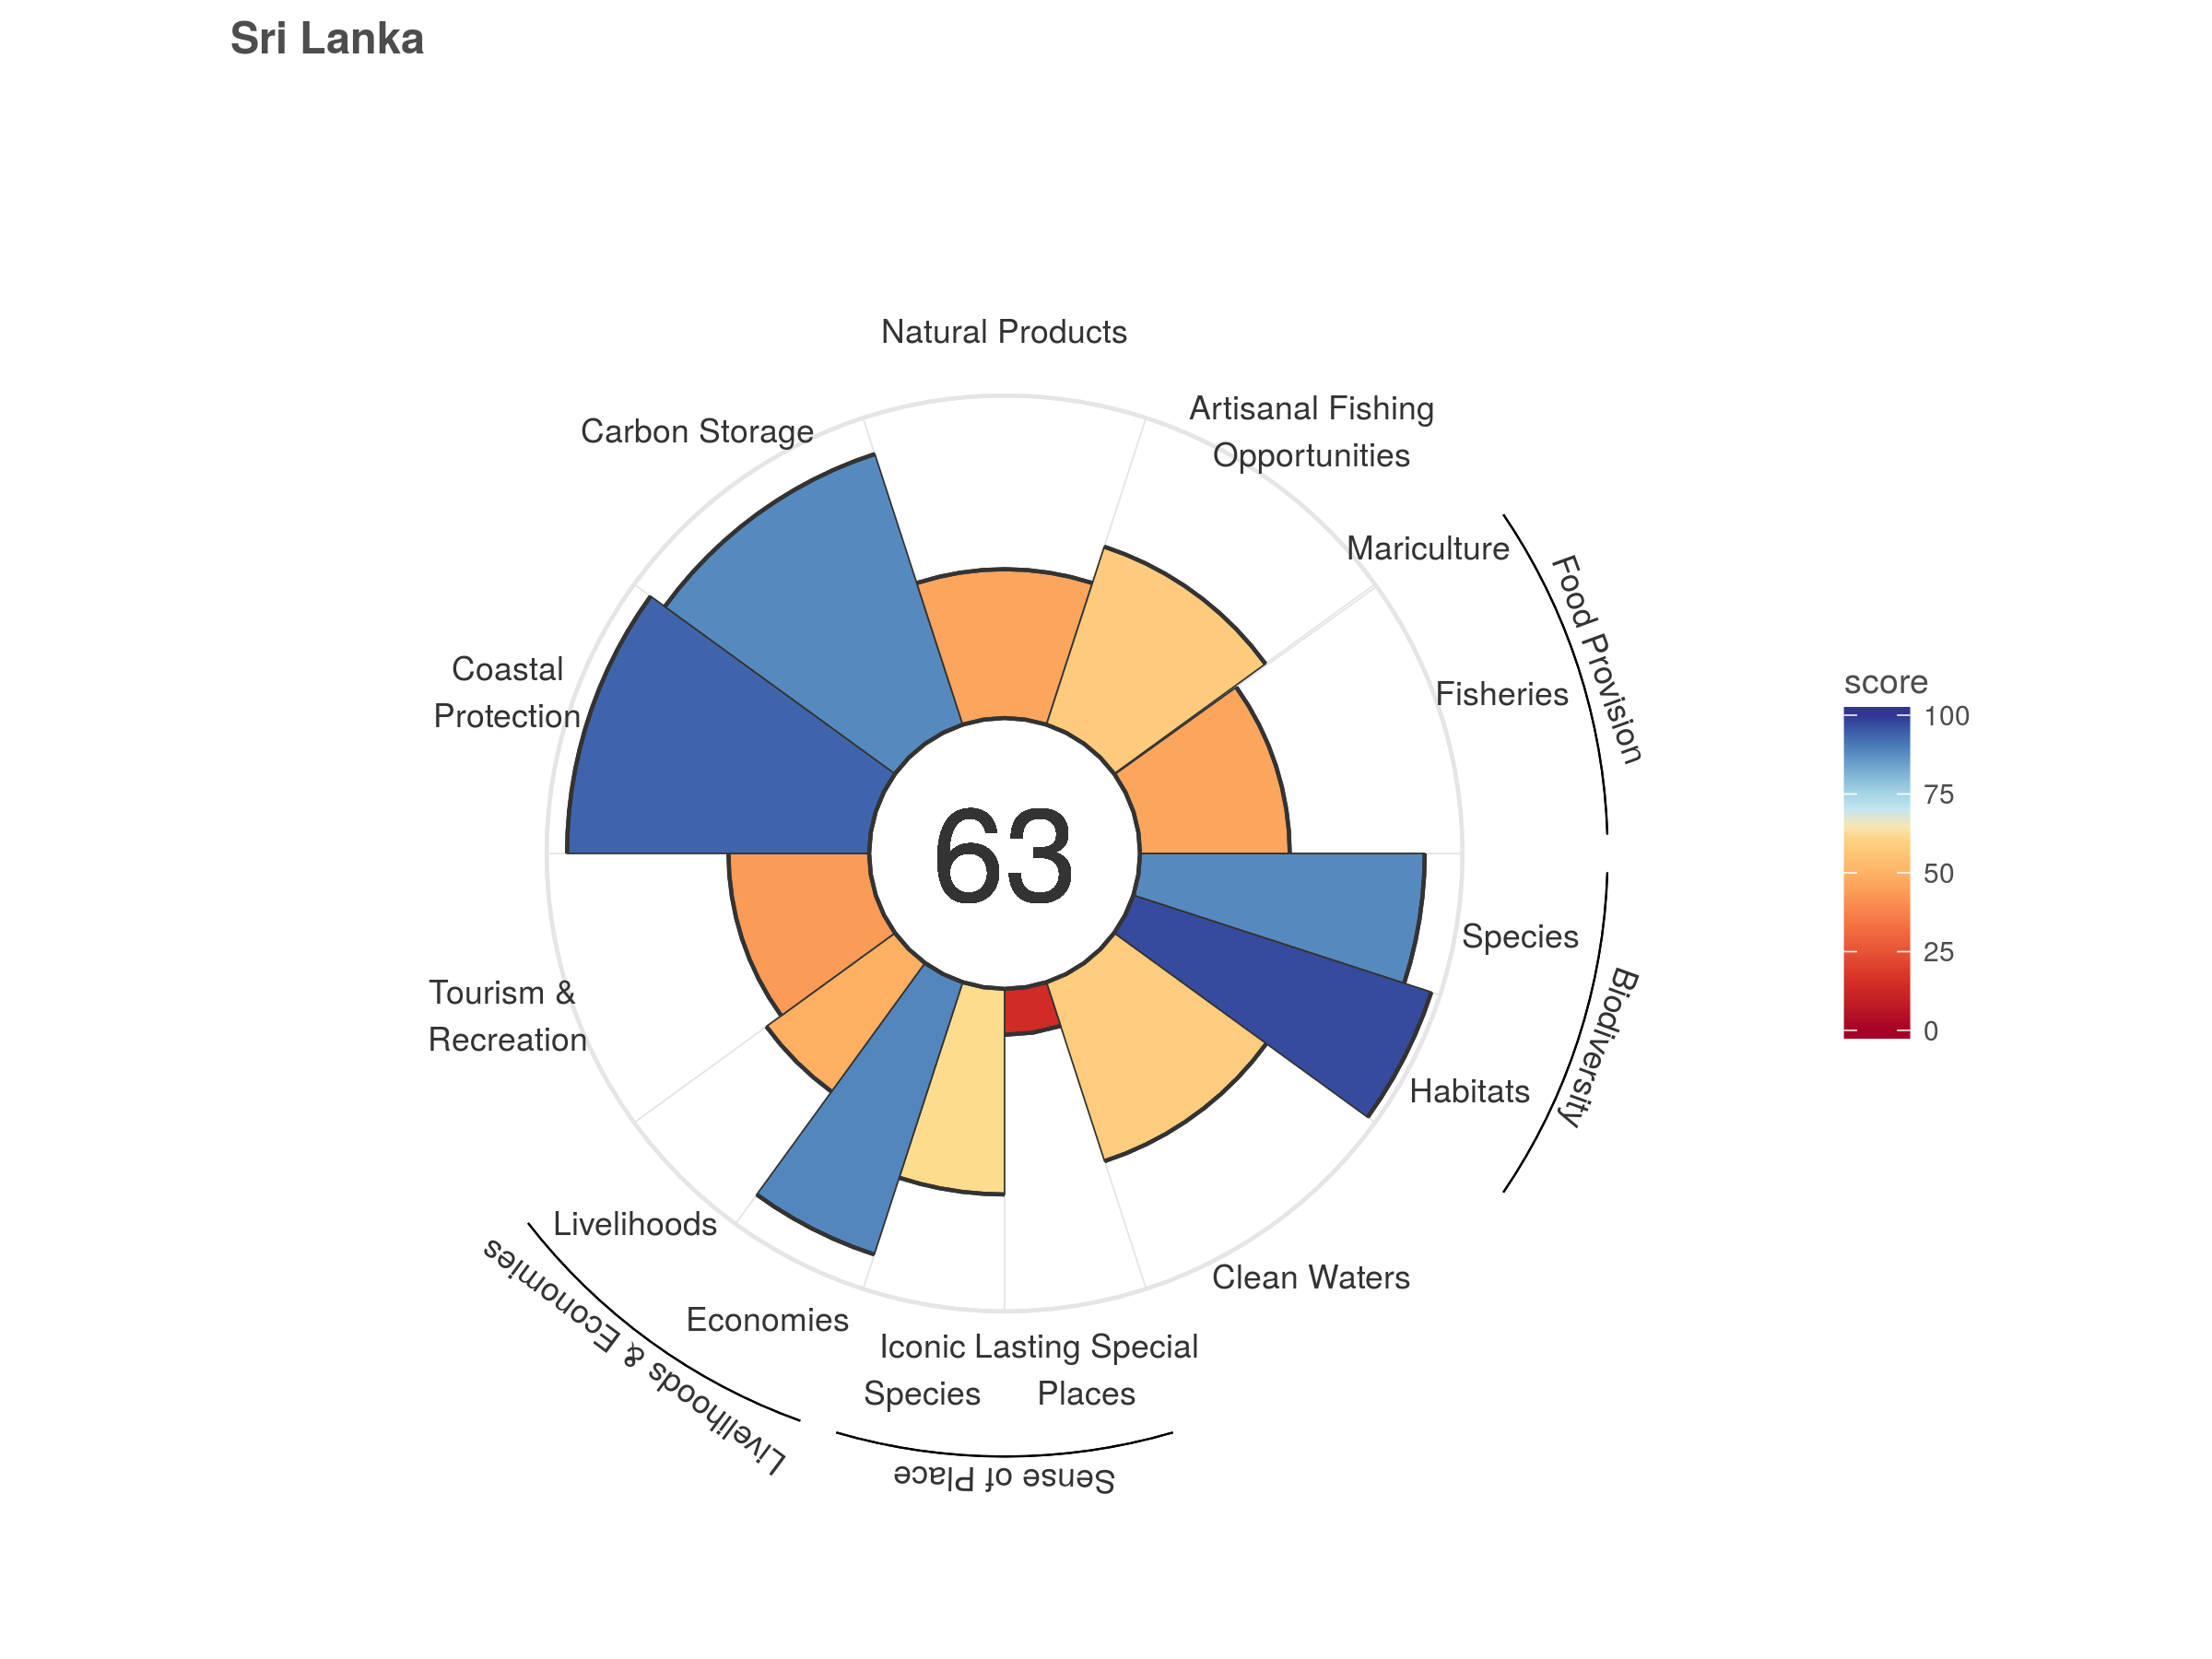 Sri Lanka
Natural Products
Artisanal Fishing
Opportunities
Carbon Storage
Mariculture
Food Provision
Coastal
Protection
Fisheries
score
100
75
50
25
0
63
Species
Biodiversity
Habitats
Tourism &
Recreation
Livelihoods
Livelihoods & Economies
Economies
Clean Waters
Iconic
Species
Lasting Special
Places
Sense of Place